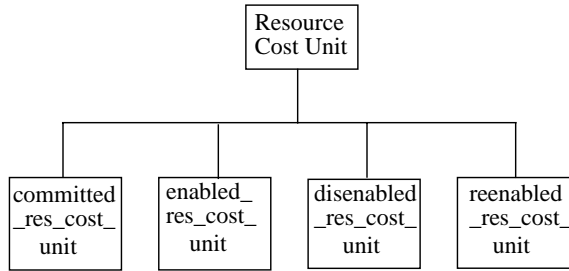 Resource
Cost Unit
committed
_res_cost_
unit
enabled_
res_cost_
unit
disenabled
_res_cost_
unit
reenabled
_res_cost_
unit